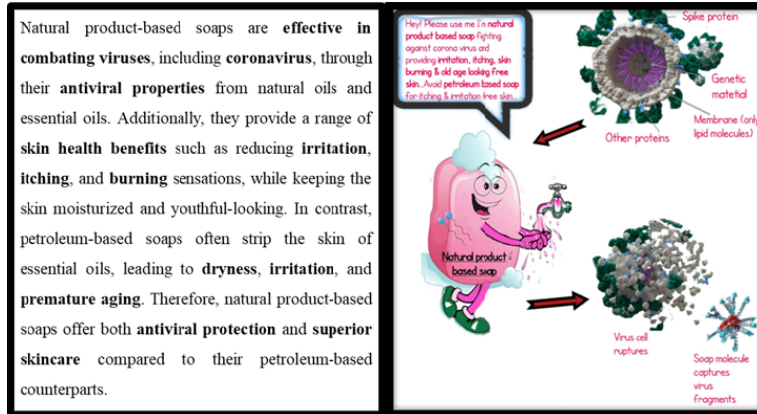 Natural product-based soaps are effective in
combating viruses, including coronavirus, through
their antiviral properties from natural oils and
essential oils. Additionally, they provide a range of
skin health benefits such as reducing irritation,
itching, and burning sensations, while keeping the
skin moisturized and youthful-looking. In contrast,
petroleum-based soaps often strip the skin of
essential oils, leading to dryness, irritation, and
premature aging. Therefore, natural product-based
soaps offer both antiviral protection and superior
skincare compared to their petroleum-based
counterparts.
Hey! Please use me I'm natural
product based soap fighting
against corona virus and
providing irritation, itching, skin
burning & old age looking free
skin...Avoid petroleum based soap
for itching & irritation free skin...
Spike protein
Genetic
metetial
Membrane (only
lipid molecules)
Other proteins
Natural product
based soap
Virus cell
ruptures
Soap molecule
captures
virus
fragments